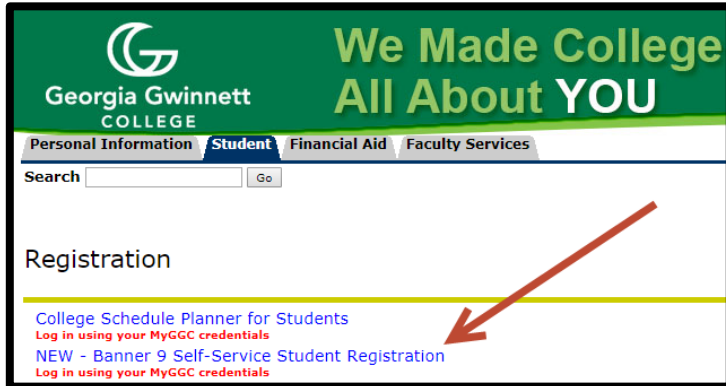 We Made College
All About YOU
Georgia Gwinnett
COLLEGE
Personal Information Student Financial Aid Faculty Services
Search Go
Registration
College Schedule Planner for Students
Log in using your MyGGC credentials
NEW - Banner 9 Self-Service Student Registration
Log in using your MyGGC credentials